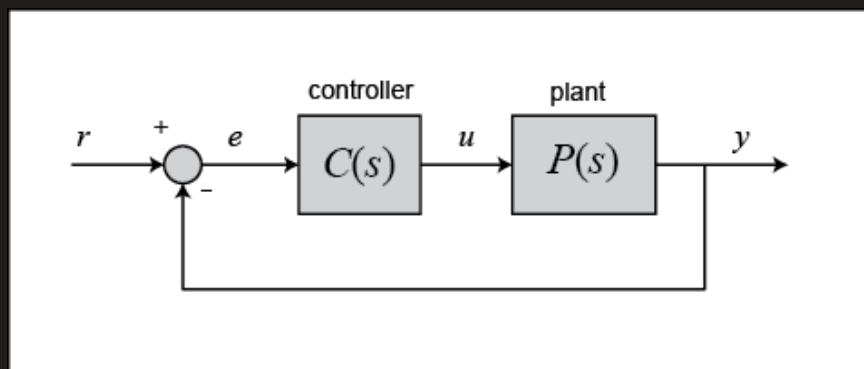 controller
plant
r
+
e
C(s)
u
P(s)
y
−